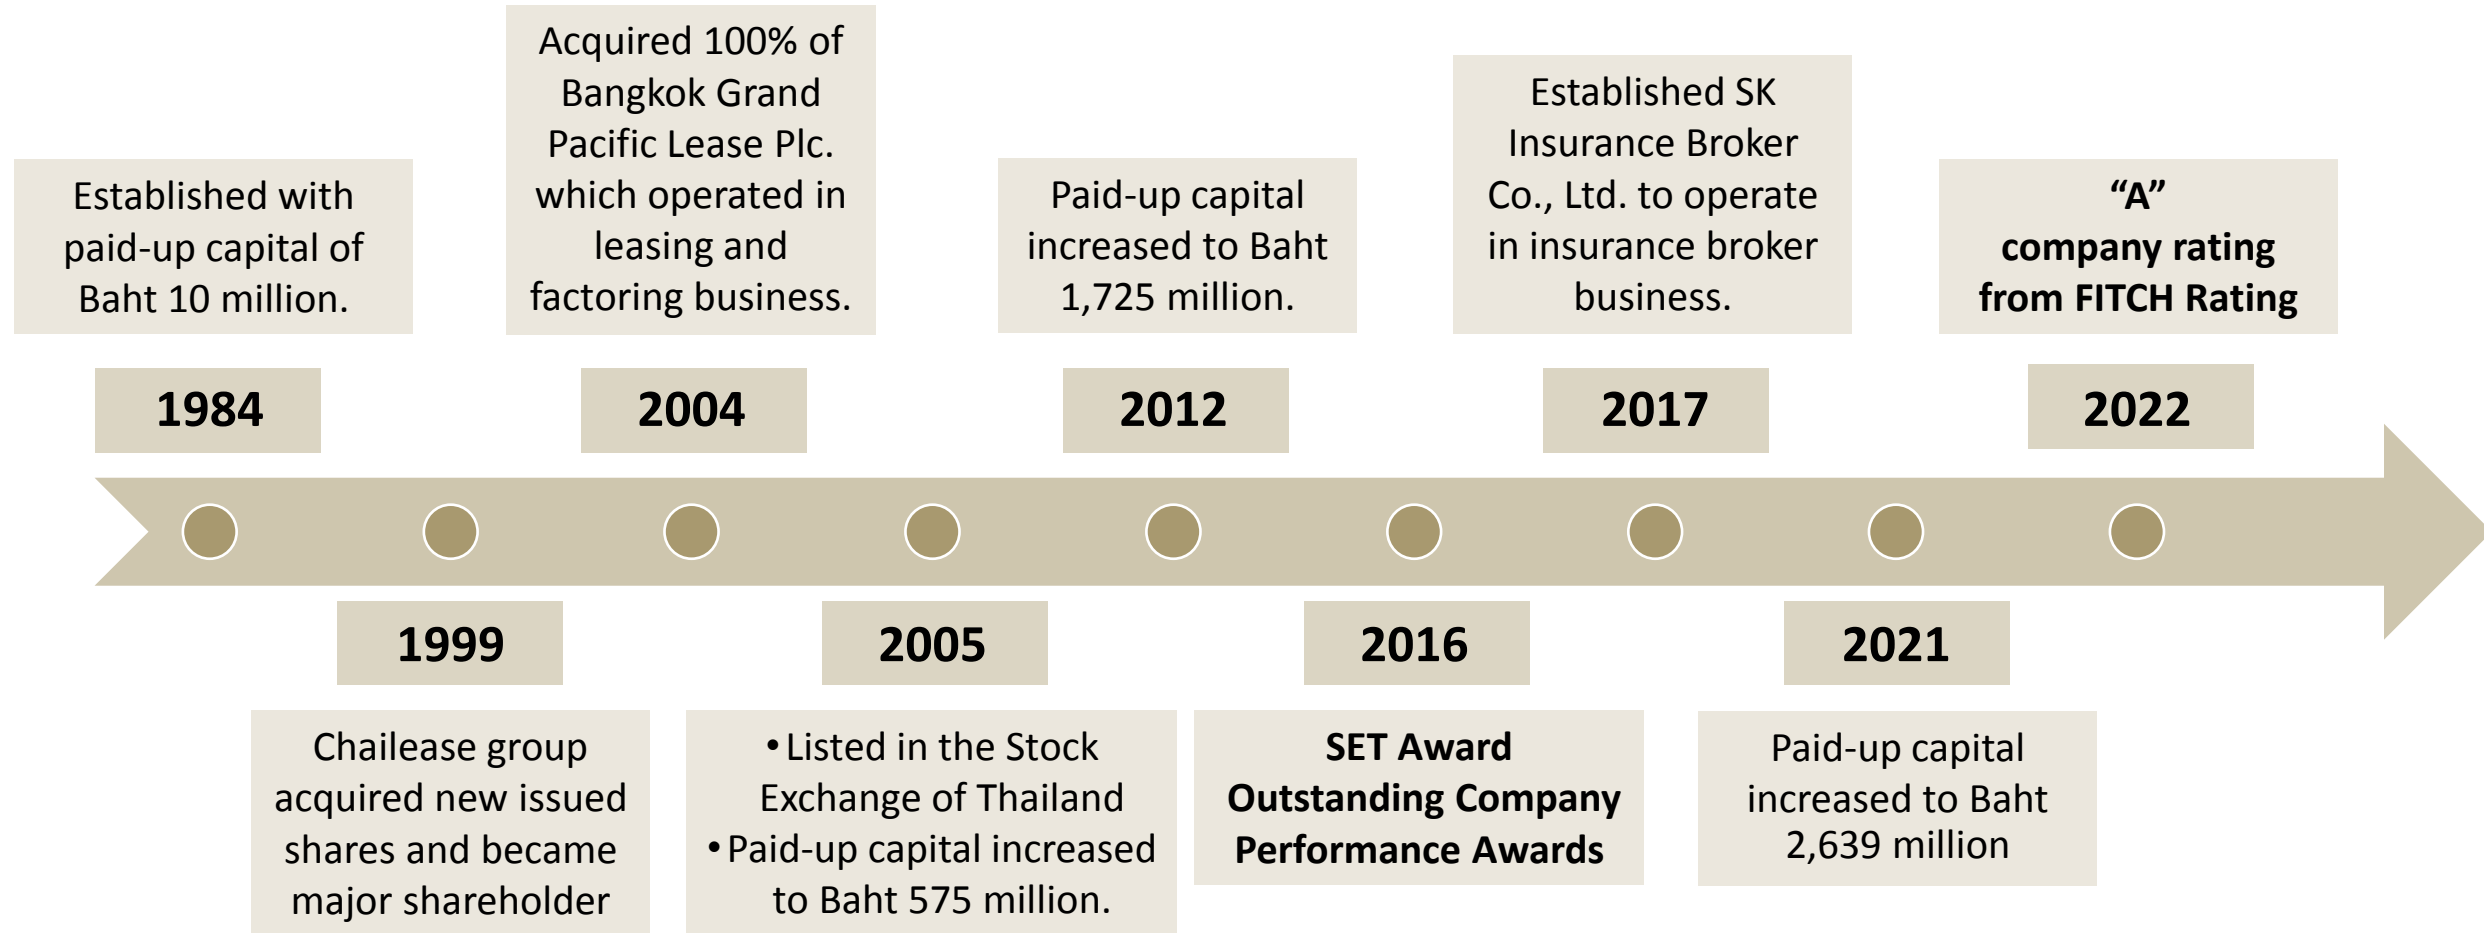 Established with
paid-up capital of
Baht 10 million.
1984
1999
Chailease group
acquired new issued
shares and became
major shareholder
Acquired 100% of
Bangkok Grand
Pacific Lease Plc.
which operated in
leasing and
factoring business.
2004
2005
•Listed in the Stock
Exchange of Thailand
•Paid-up capital increased
to Baht 575 million.
Paid-up capital
increased to Baht
1,725 million.
2012
2016
SET Award
Outstanding Company
Performance Awards
Established SK
Insurance Broker
Co., Ltd. to operate
in insurance broker
business.
2017
2021
Paid-up capital
increased to Baht
2,639 million
“A”
company rating
from FITCH Rating
2022